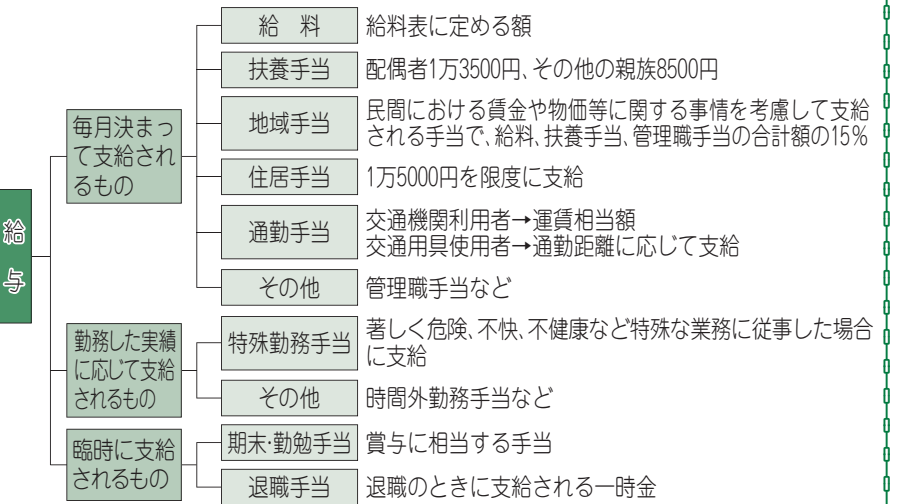 給与
毎月決まっ
て支給され
るもの
給 料
給料表に定める額
扶養手当
配偶者1万3500円、その他の親族8500円
地域手当
民間における賃金や物価等に関する事情を考慮して支給
される手当で、給料、扶養手当、管理職手当の合計額の15%
住居手当
1万5000円を限度に支給
通勤手当
交通機関利用者→運賃相当額
交通用具使用者→通勤距離に応じて支給
その他
管理職手当など
勤務した実績
に応じて支給
されるもの
特殊勤務手当
著しく危険、不快、不健康など特殊な業務に従事した場合
に支給
その他
時間外勤務手当など
臨時に支給
されるもの
期末・勤勉手当
賞与に相当する手当
退職手当
退職のときに支給される一時金